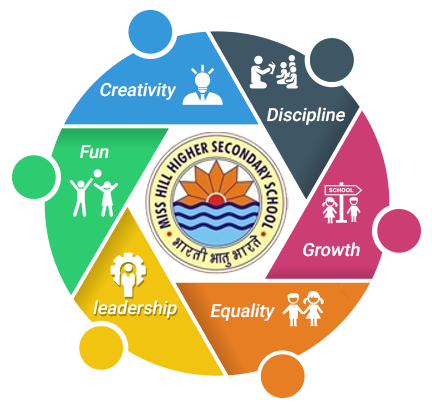 Creativity
Discipline
Fun
SCHOOL
MISS HILL HIGHER SECONDARY SCHOOL
भारती भातु भारते
Growth
leadership
Equality